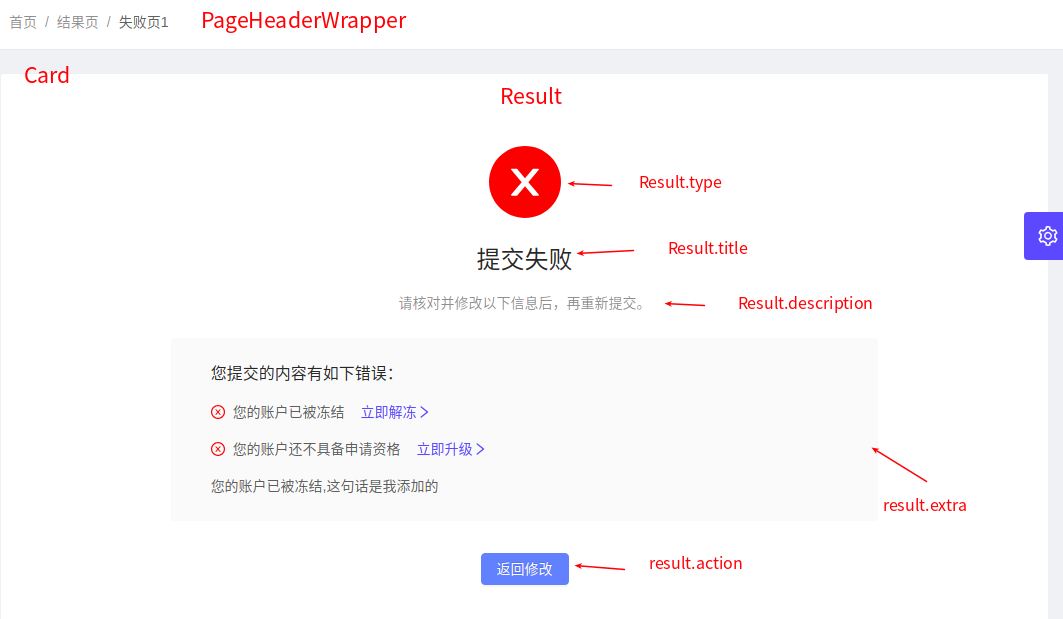 首页 / 结果页 / 失败页1 PageHeaderWrapper
Card
Result
Result.type
提交失败 Result.title
请核对并修改以下信息后，再重新提交。 Result.description
您提交的内容有如下错误：
您的账户已被冻结 立即解冻
您的账户还不具备申请资格 立即升级
您的账户已被冻结,这句话是我添加的
result.extra
返回修改 result.action